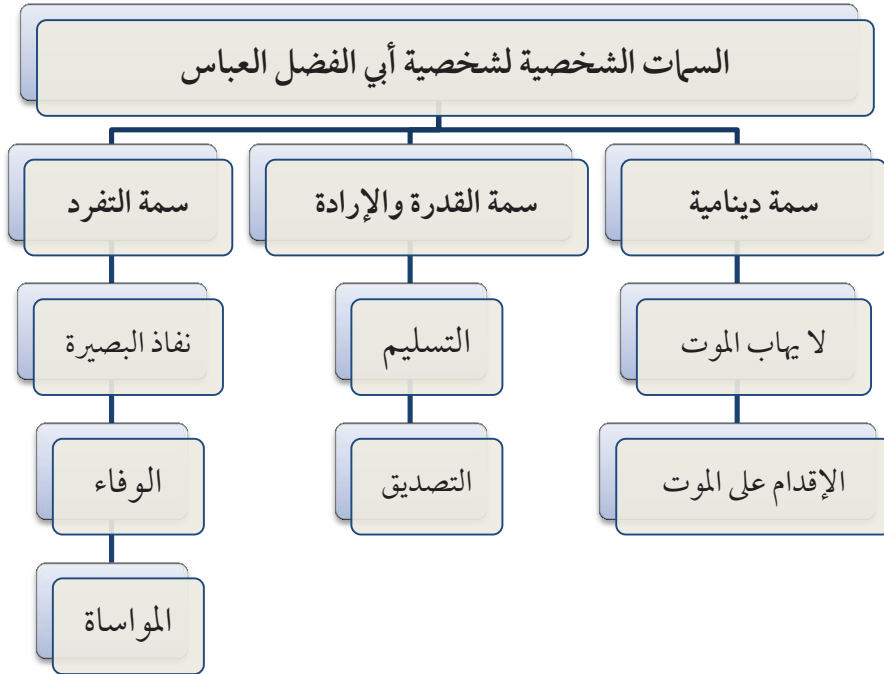 السمات الشخصية لشخصية أبي الفضل العباس
سمة دينامية
سمة القدرة والإرادة
سمة التفرد
لا يهاب الموت
التسليم
نفاذ البصيرة
الإقدام على الموت
التصديق
الوفاء
المواساة